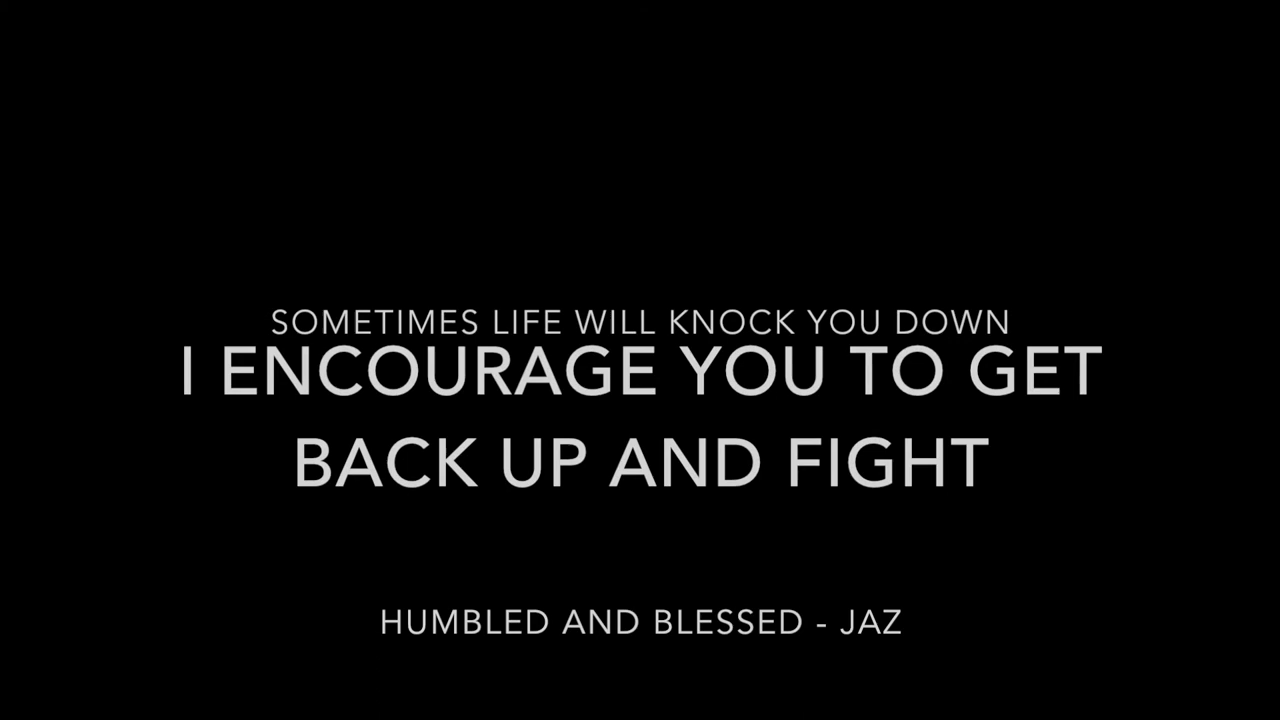 SOMETIMES LIFE WILL KNOCK YOU DOWN
I ENCOURAGE YOU TO GET
BACK UP AND FIGHT
HUMBLED AND BLESSED - JAZ